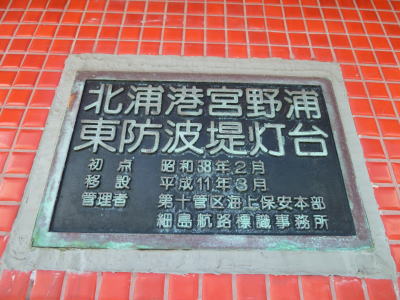 北浦港宮野浦
東防波堤灯台
初点 昭和38年2月
移設 平成11年3月
管理者 第十管区海上保安本部
細島航路標識事務所